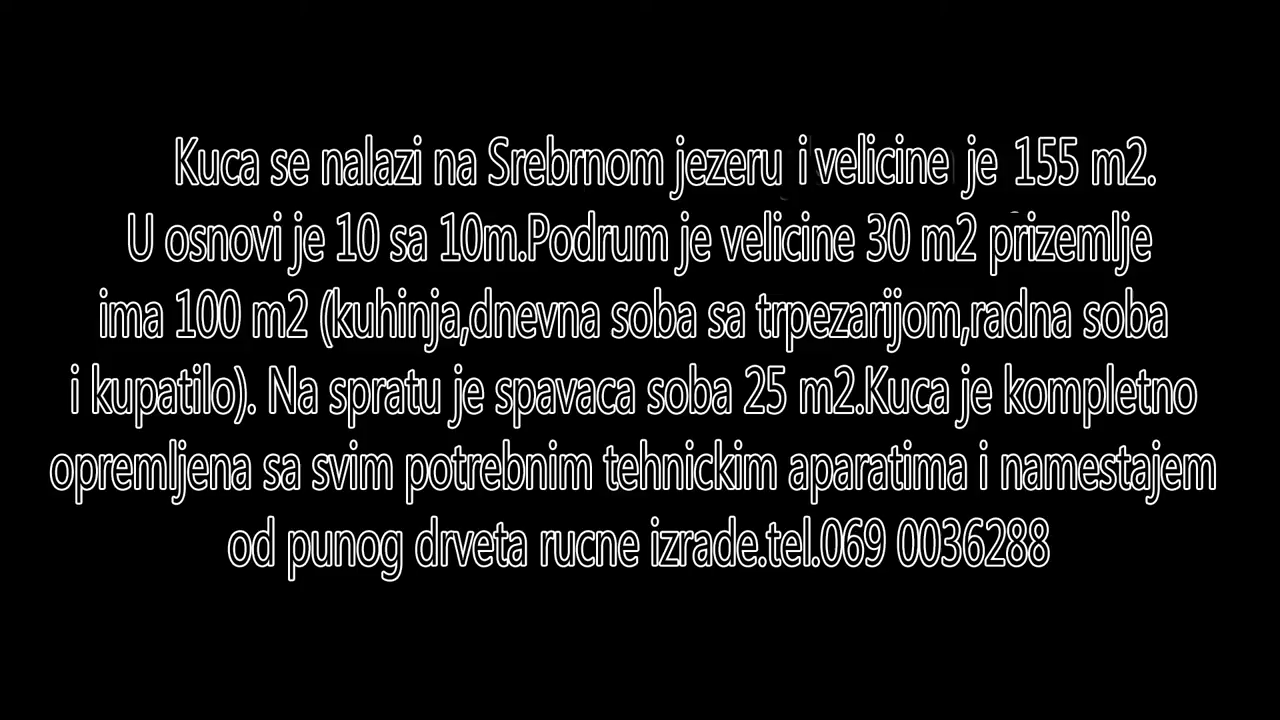 Kuca se nalazi na Srebrnom jezeru i velicine je 155 m2.
U osnovi je 10 sa 10m.Podrum je velicine 30 m2 prizemlje
ima 100 m2 (kuhinja,dnevna soba sa trpezarijom,radna soba
i kupatilo). Na spratu je spavaca soba 25 m2.Kuca je kompletno
opremljena sa svim potrebnim tehnickim aparatima i namestajem
od punog drveta rucne izrade.tel.069 0036288